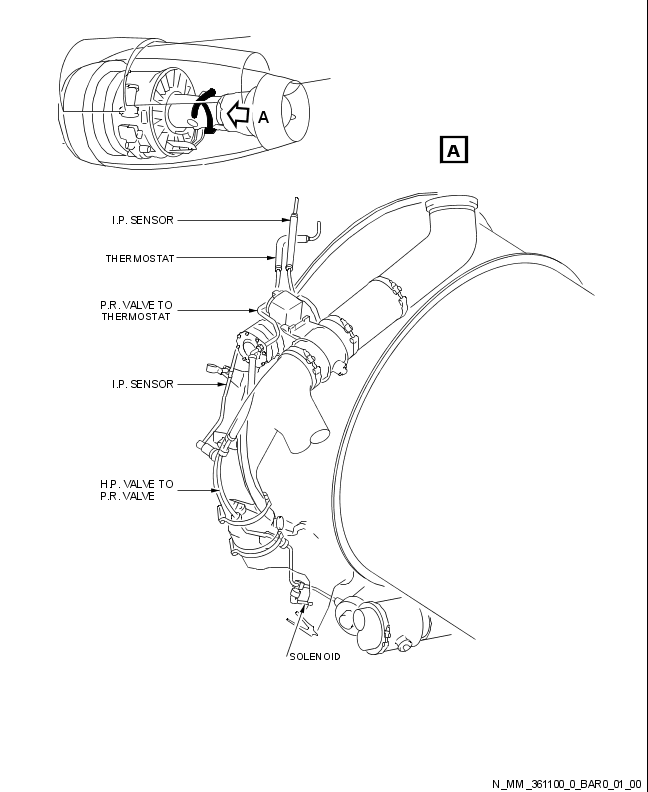 A
A
I.P. SENSOR
THERMOSTAT
P.R. VALVE TO
THERMOSTAT
I.P. SENSOR
H.P. VALVE TO
P.R. VALVE
SOLENOID
N_MM_361100_0_BAR0_01_00